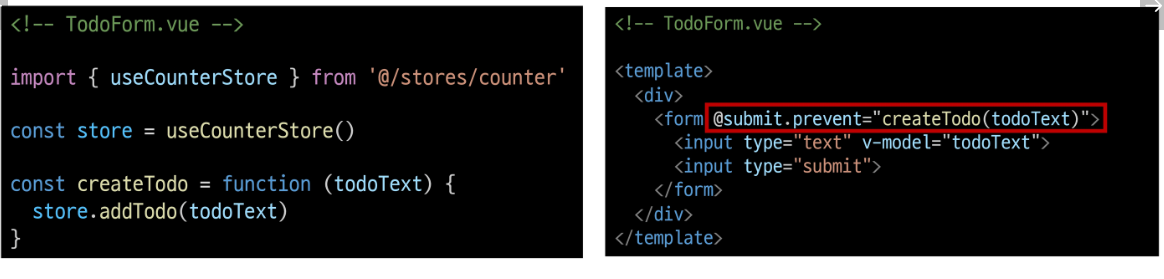 <!-- TodoForm.vue -->
import { useCounterStore } from '@/stores/counter'
const store = useCounterStore()
const createTodo = function (todoText) {
  store.addTodo(todoText)
}
<!-- TodoForm.vue -->
<template>
  <div>
    <form @submit.prevent="createTodo(todoText)">
      <input type="text" v-model="todoText">
      <input type="submit">
    </form>
  </div>
</template>